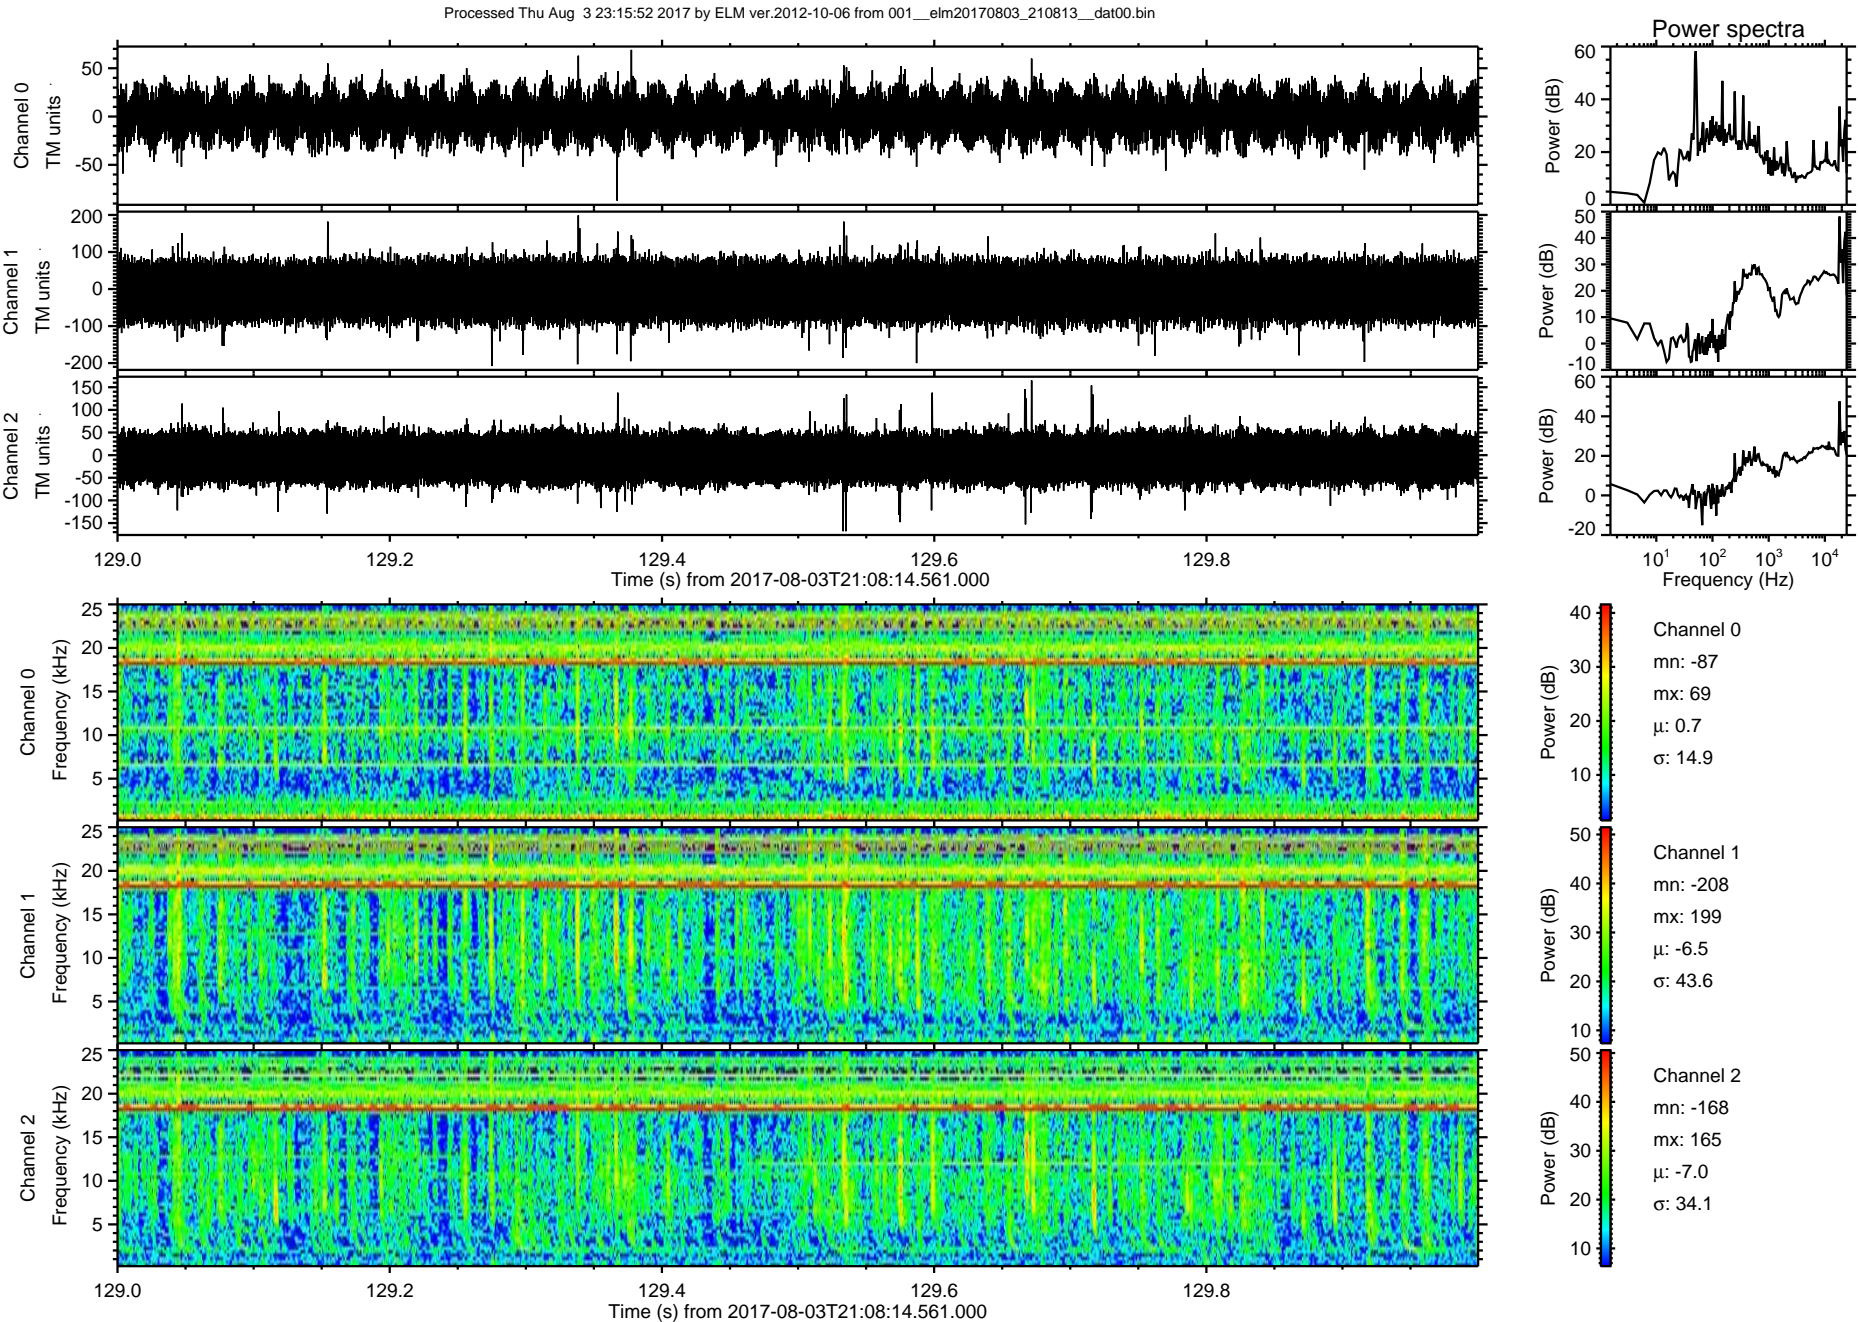 Processed Thu Aug  3 23:15:52 2017 by ELM ver.2012-10-06 from 001__elm20170803_210813__dat00.bin
Power spectra
Channel 0
TM units
50
0
-50
Power (dB)
60
40
20
0
Channel 1
TM units
200
100
0
-100
-200
Power (dB)
50
40
30
20
10
0
-10
Channel 2
TM units
150
100
50
0
-50
-100
-150
Power (dB)
60
40
20
0
-20
129.0 129.2 129.4 129.6 129.8
Time (s) from 2017-08-03T21:08:14.561.000
10^1 10^2 10^3 10^4
Frequency (Hz)
Channel 0
Frequency (kHz)
25
20
15
10
5
Power (dB)
40
30
20
10
Channel 0
mn: -87
mx: 69
μ: 0.7
σ: 14.9
Channel 1
Frequency (kHz)
25
20
15
10
5
Power (dB)
50
40
30
20
10
Channel 1
mn: -208
mx: 199
μ: -6.5
σ: 43.6
Channel 2
Frequency (kHz)
25
20
15
10
5
Power (dB)
50
40
30
20
10
Channel 2
mn: -168
mx: 165
μ: -7.0
σ: 34.1
129.0 129.2 129.4 129.6 129.8
Time (s) from 2017-08-03T21:08:14.561.000